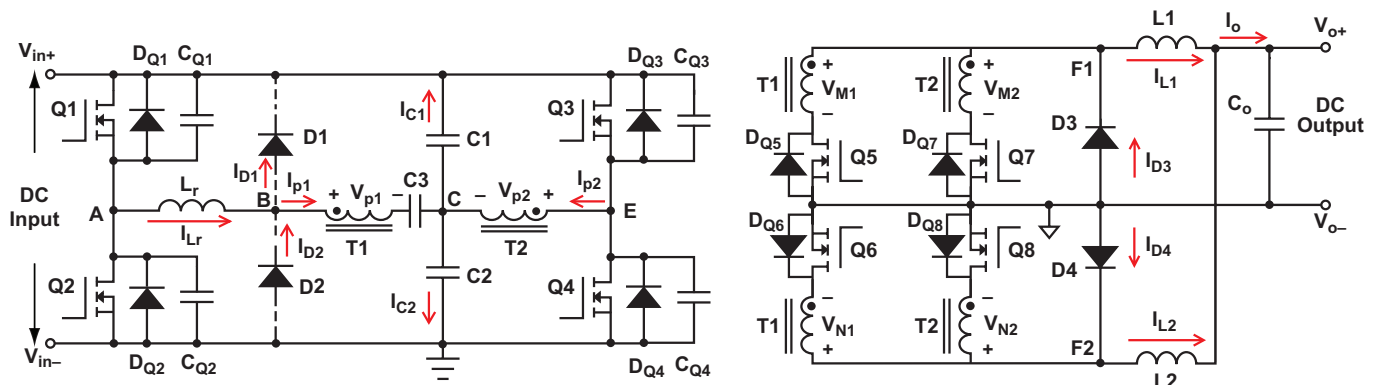 Vin+
DQ1
CQ1
DQ3
CQ3
Q1
D1
IC1
C1
Q3
DC
Input
A
Lr
ILr
ID1
B
Ip1
+ Vp1 −
C3
C
− Vp2 +
Ip2
E
T1
T2
Q2
ID2
D2
C2
IC2
Q4
Vin−
DQ2
CQ2
DQ4
CQ4
L1
Io
Vo+
T1
+
VM1
−
T2
+
VM2
−
F1
IL1
Co
DC
Output
DQ5
Q5
DQ7
Q7
D3
ID3
Vo−
DQ6
Q6
DQ8
Q8
D4
ID4
T1
−
VN1
+
T2
−
VN2
+
F2
IL2
L2